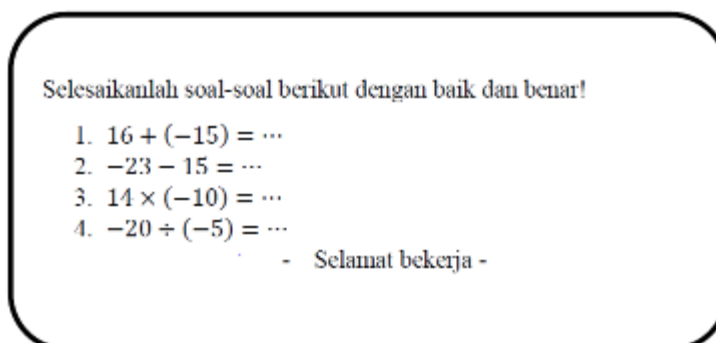 Selesaikanlah soal-soal berikut dengan baik dan benar!
1. 16 + (−15) = ⋯
2. −23 − 15 = ⋯
3. 14 × (−10) = ⋯
4. −20 ÷ (−5) = ⋯
- Selamat bekerja -